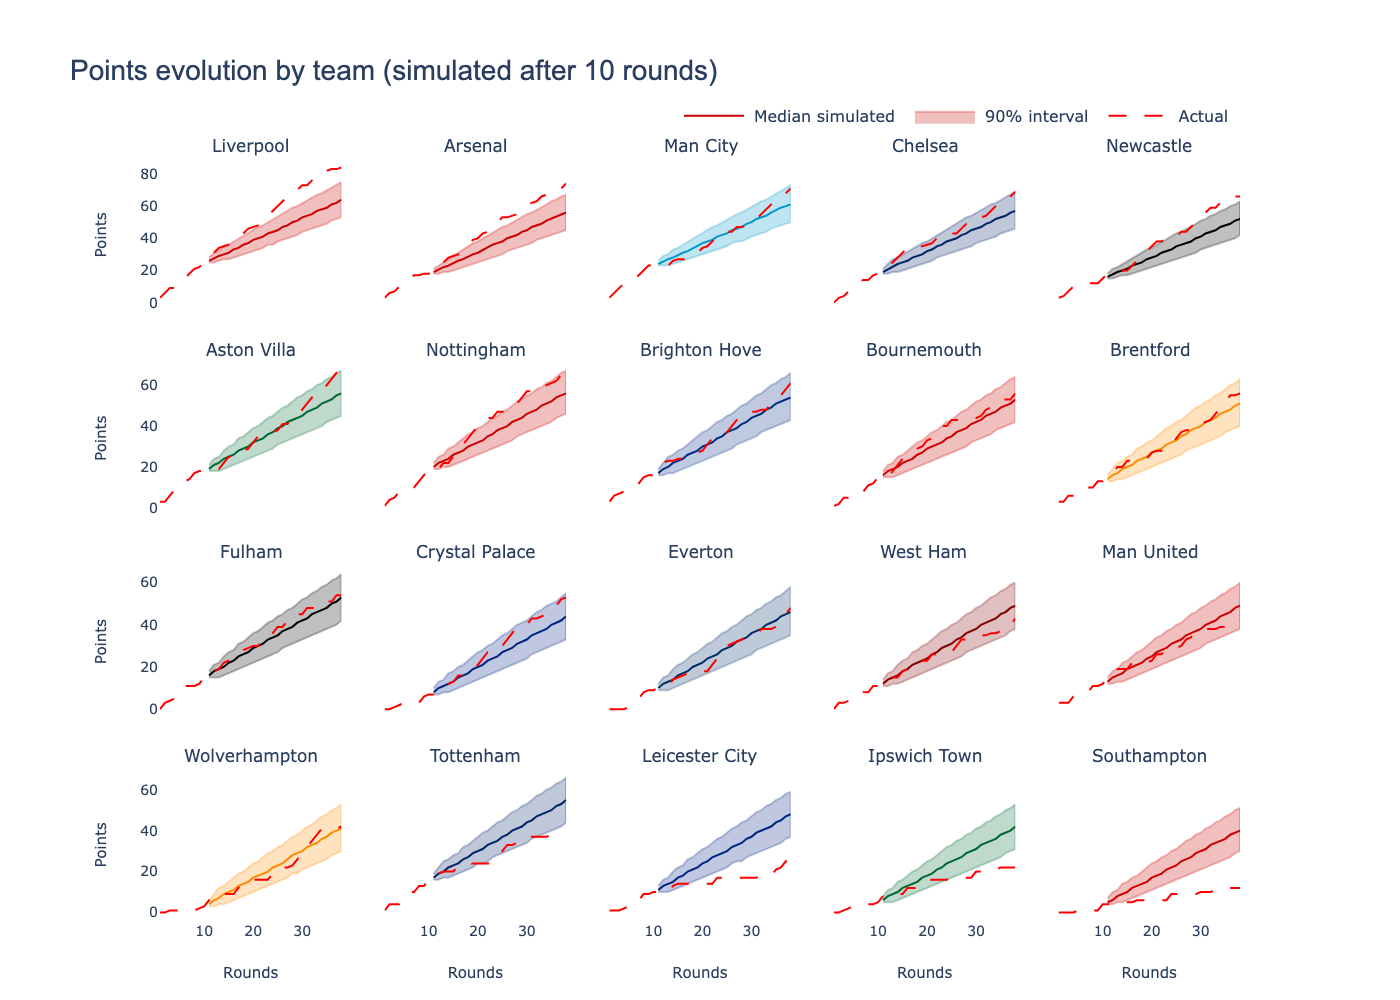 Points evolution by team (simulated after 10 rounds)
Median simulated 90% interval Actual
Liverpool Arsenal Man City Chelsea Newcastle
80
60
40
20
0
Points
Aston Villa Nottingham Brighton Hove Bournemouth Brentford
60
40
20
0
Points
Fulham Crystal Palace Everton West Ham Man United
60
40
20
0
Points
Wolverhampton Tottenham Leicester City Ipswich Town Southampton
60
40
20
0
Points
10 20 30 10 20 30 10 20 30 10 20 30 10 20 30
Rounds Rounds Rounds Rounds Rounds